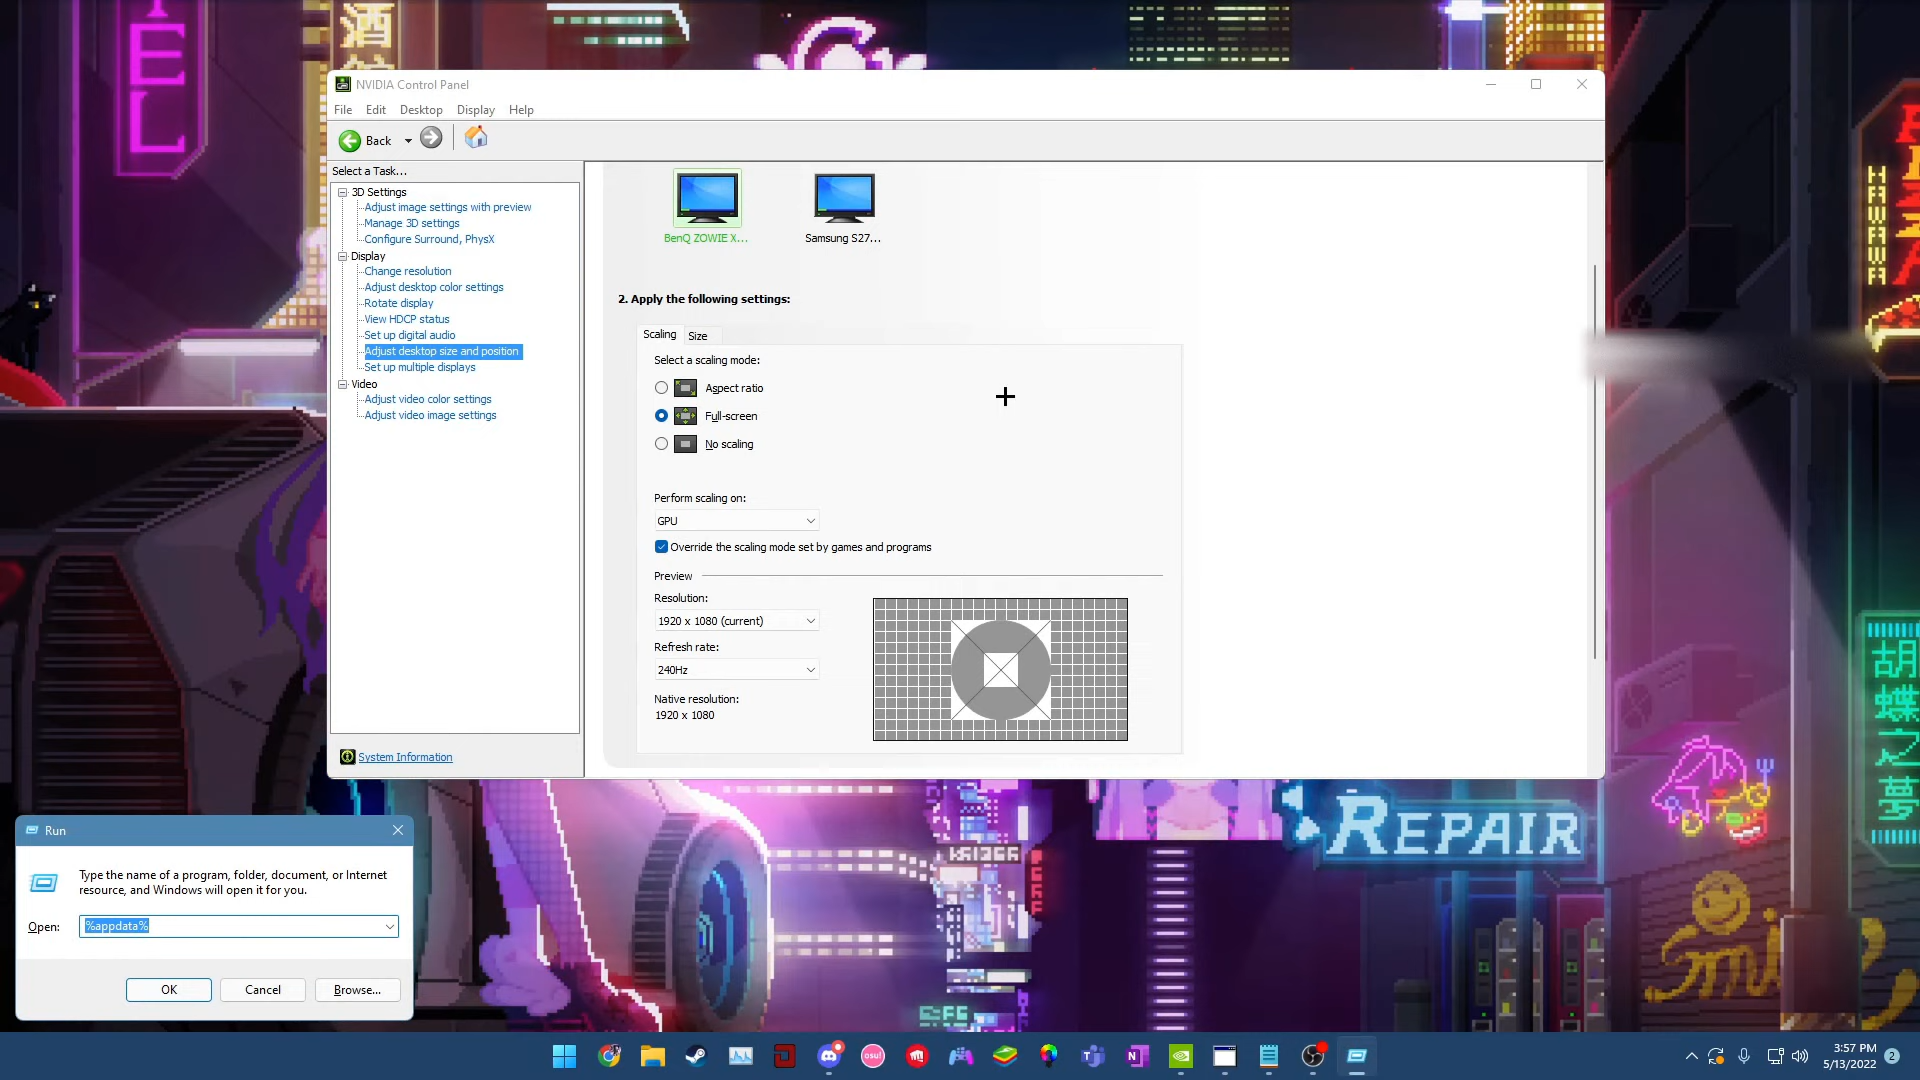 EL
酒
NVIDIA Control Panel
File Edit Desktop Display Help
Back
Select a Task...
3D Settings
Adjust image settings with preview
Manage 3D settings
Configure Surround, PhysX
Display
Change resolution
Adjust desktop color settings
Rotate display
View HDCP status
Set up digital audio
Adjust desktop size and position
Set up multiple displays
Video
Adjust video color settings
Adjust video image settings
System Information
BenQ ZOWIE X...
Samsung S27...
2. Apply the following settings:
Scaling
Size
Select a scaling mode:
Aspect ratio
Full-screen
No scaling
Perform scaling on:
GPU
Override the scaling mode set by games and programs
Preview
Resolution:
1920 x 1080 (current)
Refresh rate:
240Hz
Native resolution:
1920 x 1080
胡
蝶
之
夢
REPAIR
Run
Type the name of a program, folder, document, or Internet
resource, and Windows will open it for you.
Open: %appdata%
OK
Cancel
Browse...
osu!
3:57 PM
5/13/2022
2